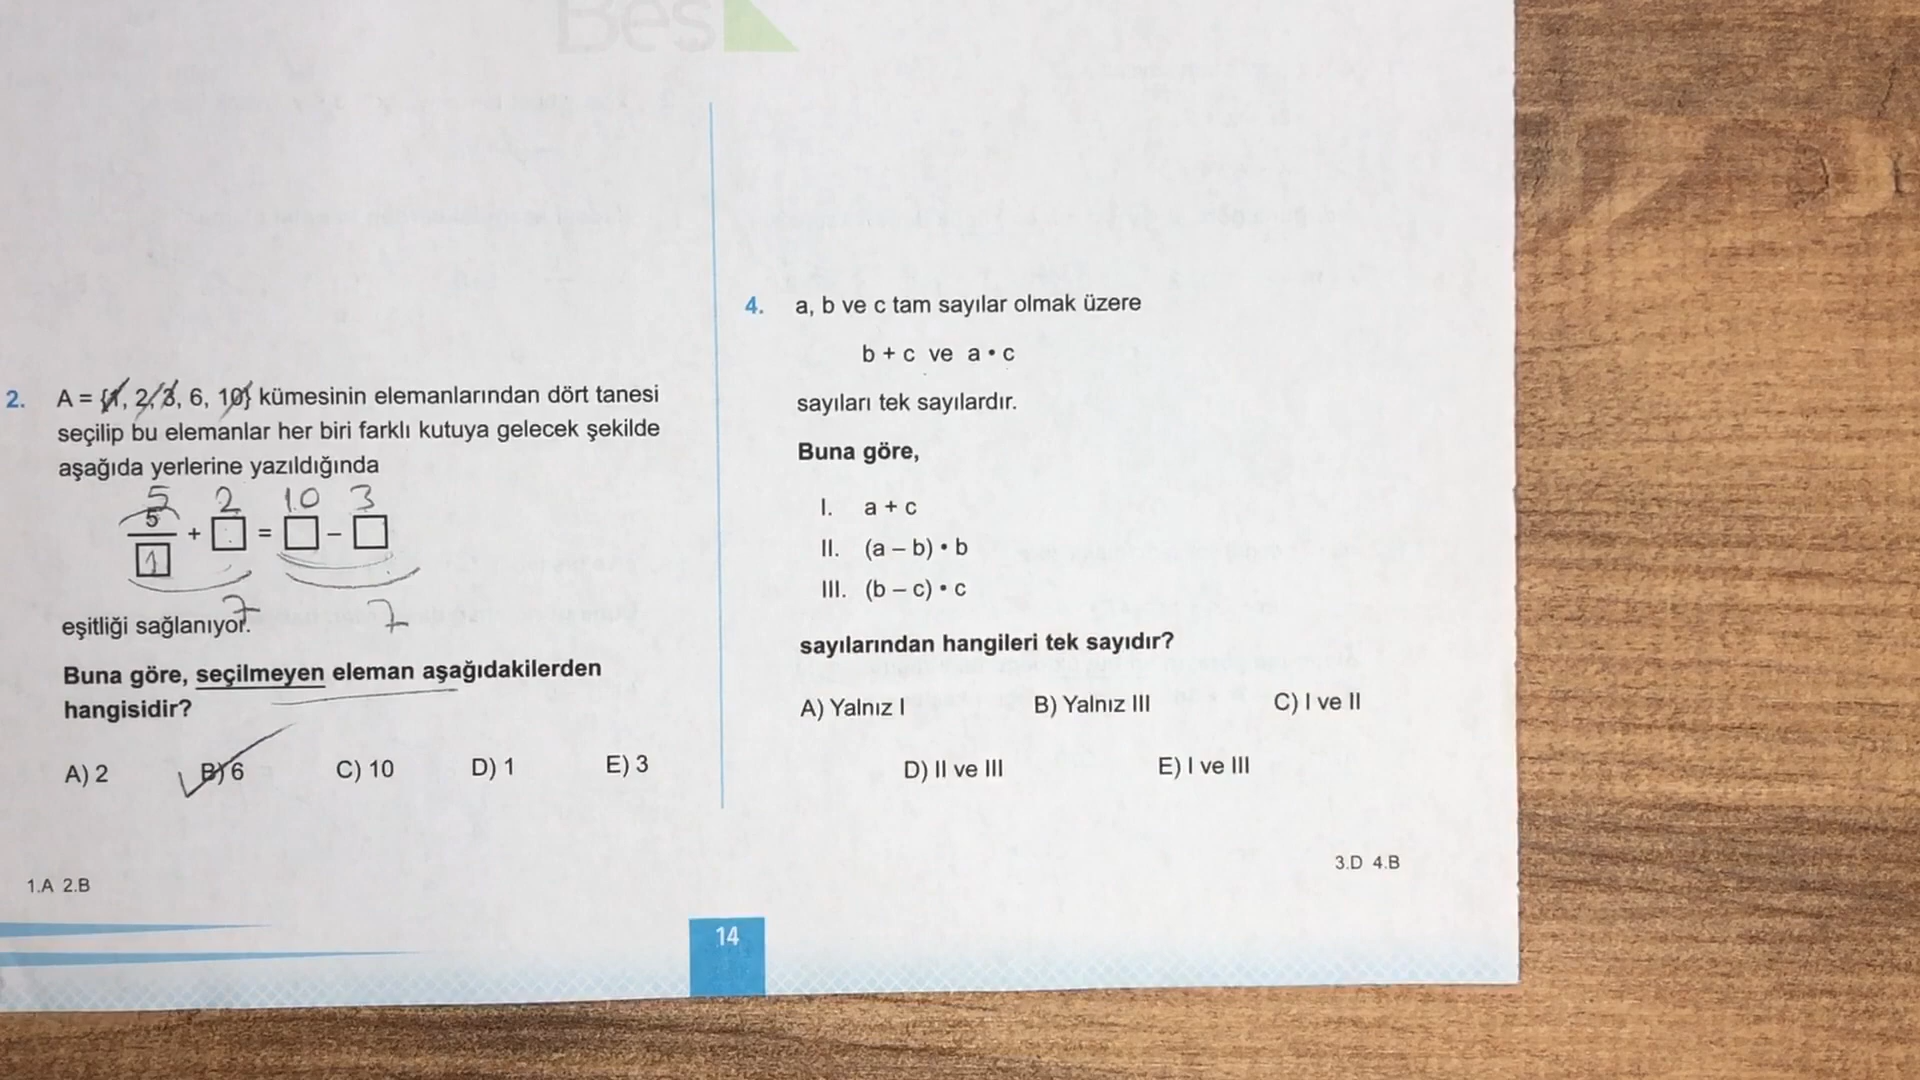 Bes
2. A = {1, 2, 3, 6, 10} kümesinin elemanlarından dört tanesi
seçilip bu elemanlar her biri farklı kutuya gelecek şekilde
aşağıda yerlerine yazıldığında
5 2 10 3
5 + □ = □ – □
1
7 7
eşitliği sağlanıyor.
Buna göre, seçilmeyen eleman aşağıdakilerden
hangisidir?
A) 2 B) 6 C) 10 D) 1 E) 3
1.A 2.B
4. a, b ve c tam sayılar olmak üzere
b + c ve a • c
sayıları tek sayılardır.
Buna göre,
I. a + c
II. (a – b) • b
III. (b – c) • c
sayılarından hangileri tek sayıdır?
A) Yalnız I B) Yalnız III C) I ve II
D) II ve III E) I ve III
3.D 4.B
14